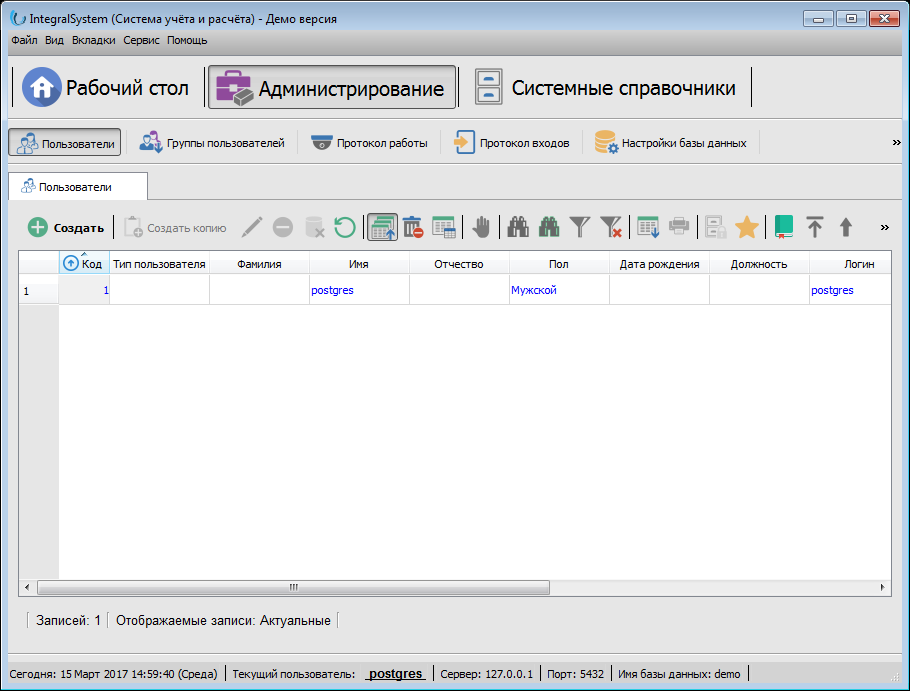 IntegralSystem (Система учёта и расчёта) - Демо версия
Файл Вид Вкладки Сервис Помощь
Рабочий стол Администрирование Системные справочники
Пользователи Группы пользователей Протокол работы Протокол входов Настройки базы данных »
Пользователи
Создать Создать копию »
Код Тип пользователя Фамилия Имя Отчество Пол Дата рождения Должность Логин
1 1 postgres Мужской postgres
Записей: 1 Отображаемые записи: Актуальные
Сегодня: 15 Март 2017 14:59:40 (Среда) Текущий пользователь: postgres Сервер: 127.0.0.1 Порт: 5432 Имя базы данных: demo